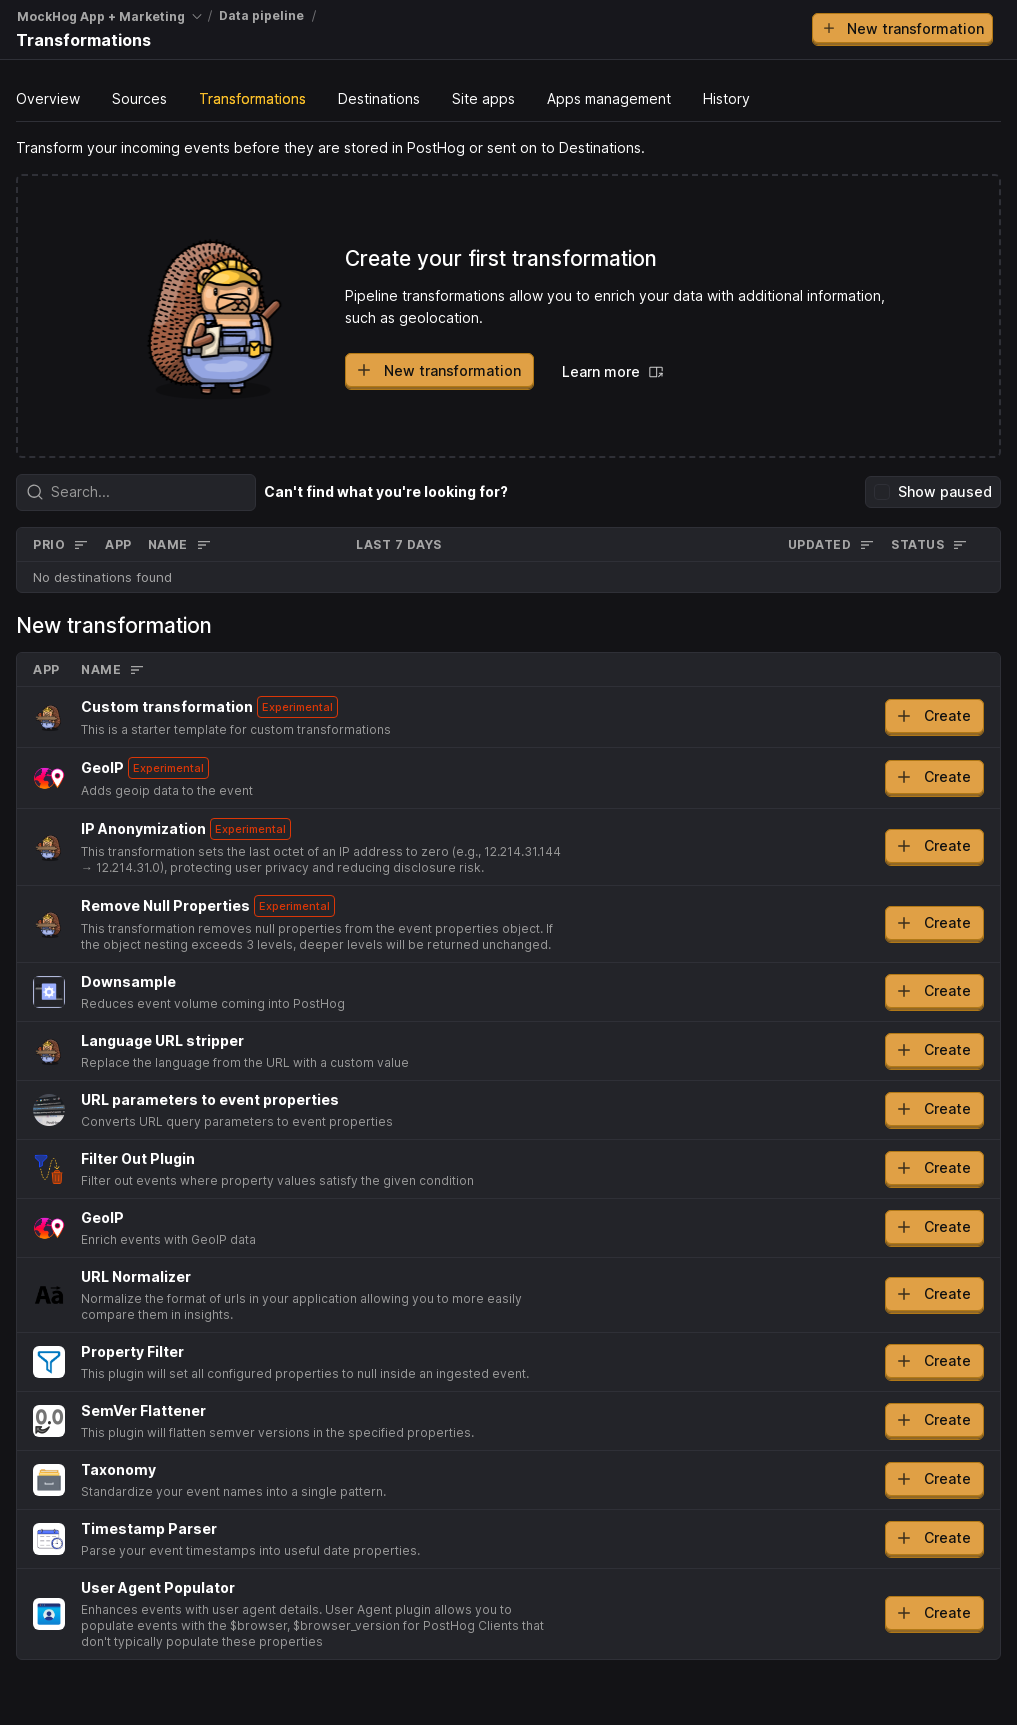 MockHog App + Marketing / Data pipeline /
Transformations
New transformation
Overview Sources Transformations Destinations Site apps Apps management History
Transform your incoming events before they are stored in PostHog or sent on to Destinations.
Create your first transformation
Pipeline transformations allow you to enrich your data with additional information,
such as geolocation.
New transformation Learn more
Search... Can't find what you're looking for? Show paused
PRIO APP NAME LAST 7 DAYS UPDATED STATUS
No destinations found
New transformation
APP NAME
Custom transformation Experimental
This is a starter template for custom transformations
Create
GeoIP Experimental
Adds geoip data to the event
Create
IP Anonymization Experimental
This transformation sets the last octet of an IP address to zero (e.g., 12.214.31.144
→ 12.214.31.0), protecting user privacy and reducing disclosure risk.
Create
Remove Null Properties Experimental
This transformation removes null properties from the event properties object. If
the object nesting exceeds 3 levels, deeper levels will be returned unchanged.
Create
Downsample
Reduces event volume coming into PostHog
Create
Language URL stripper
Replace the language from the URL with a custom value
Create
URL parameters to event properties
Converts URL query parameters to event properties
Create
Filter Out Plugin
Filter out events where property values satisfy the given condition
Create
GeoIP
Enrich events with GeoIP data
Create
URL Normalizer
Normalize the format of urls in your application allowing you to more easily
compare them in insights.
Create
Property Filter
This plugin will set all configured properties to null inside an ingested event.
Create
SemVer Flattener
This plugin will flatten semver versions in the specified properties.
Create
Taxonomy
Standardize your event names into a single pattern.
Create
Timestamp Parser
Parse your event timestamps into useful date properties.
Create
User Agent Populator
Enhances events with user agent details. User Agent plugin allows you to
populate events with the $browser, $browser_version for PostHog Clients that
don't typically populate these properties
Create